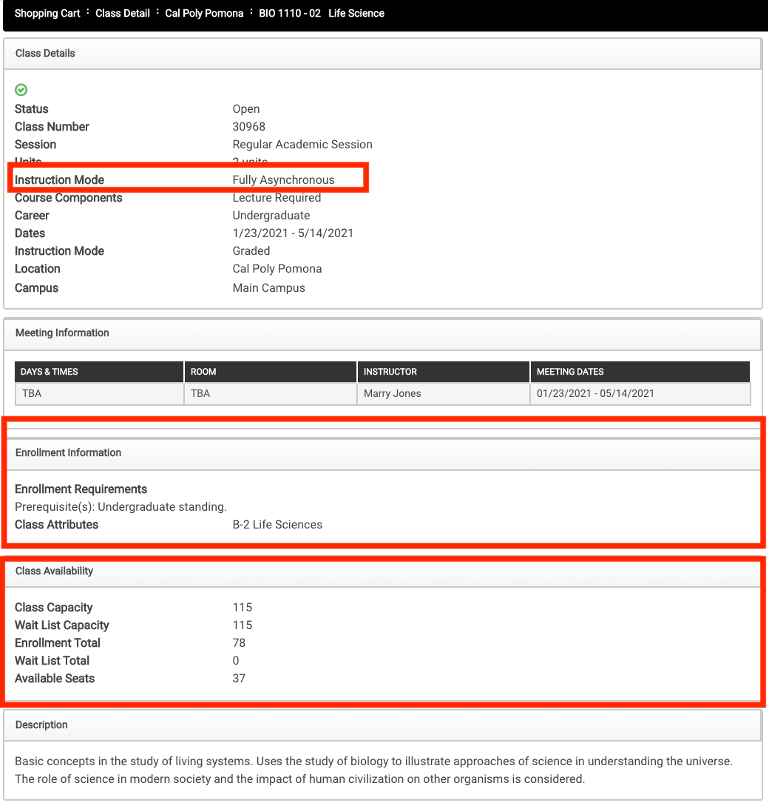 Shopping Cart : Class Detail : Cal Poly Pomona : BIO 1110 - 02 Life Science
Class Details
Status Open
Class Number 30968
Session Regular Academic Session
Units units
Instruction Mode Fully Asynchronous
Course Components Lecture Required
Career Undergraduate
Dates 1/23/2021 - 5/14/2021
Instruction Mode Graded
Location Cal Poly Pomona
Campus Main Campus
Meeting Information
DAYS & TIMES ROOM INSTRUCTOR MEETING DATES
TBA TBA Marry Jones 01/23/2021 - 05/14/2021
Enrollment Information
Enrollment Requirements
Prerequisite(s): Undergraduate standing.
Class Attributes B-2 Life Sciences
Class Availability
Class Capacity 115
Wait List Capacity 115
Enrollment Total 78
Wait List Total 0
Available Seats 37
Description
Basic concepts in the study of living systems. Uses the study of biology to illustrate approaches of science in understanding the universe.
The role of science in modern society and the impact of human civilization on other organisms is considered.